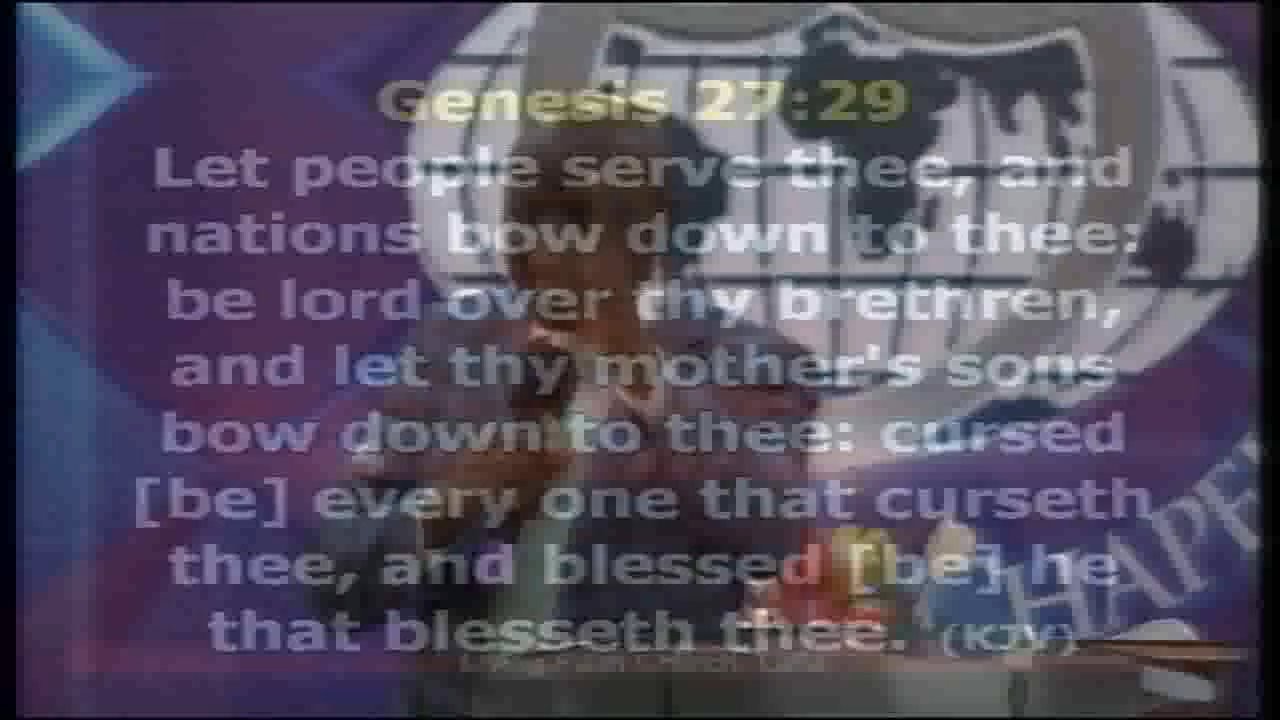 Genesis 27:29
Let people serve thee, and
nations bow down to thee:
be lord over thy brethren,
and let thy mother's sons
bow down to thee: cursed
[be] every one that curseth
thee, and blessed [be] he
that blesseth thee. (KJV)
HAPE